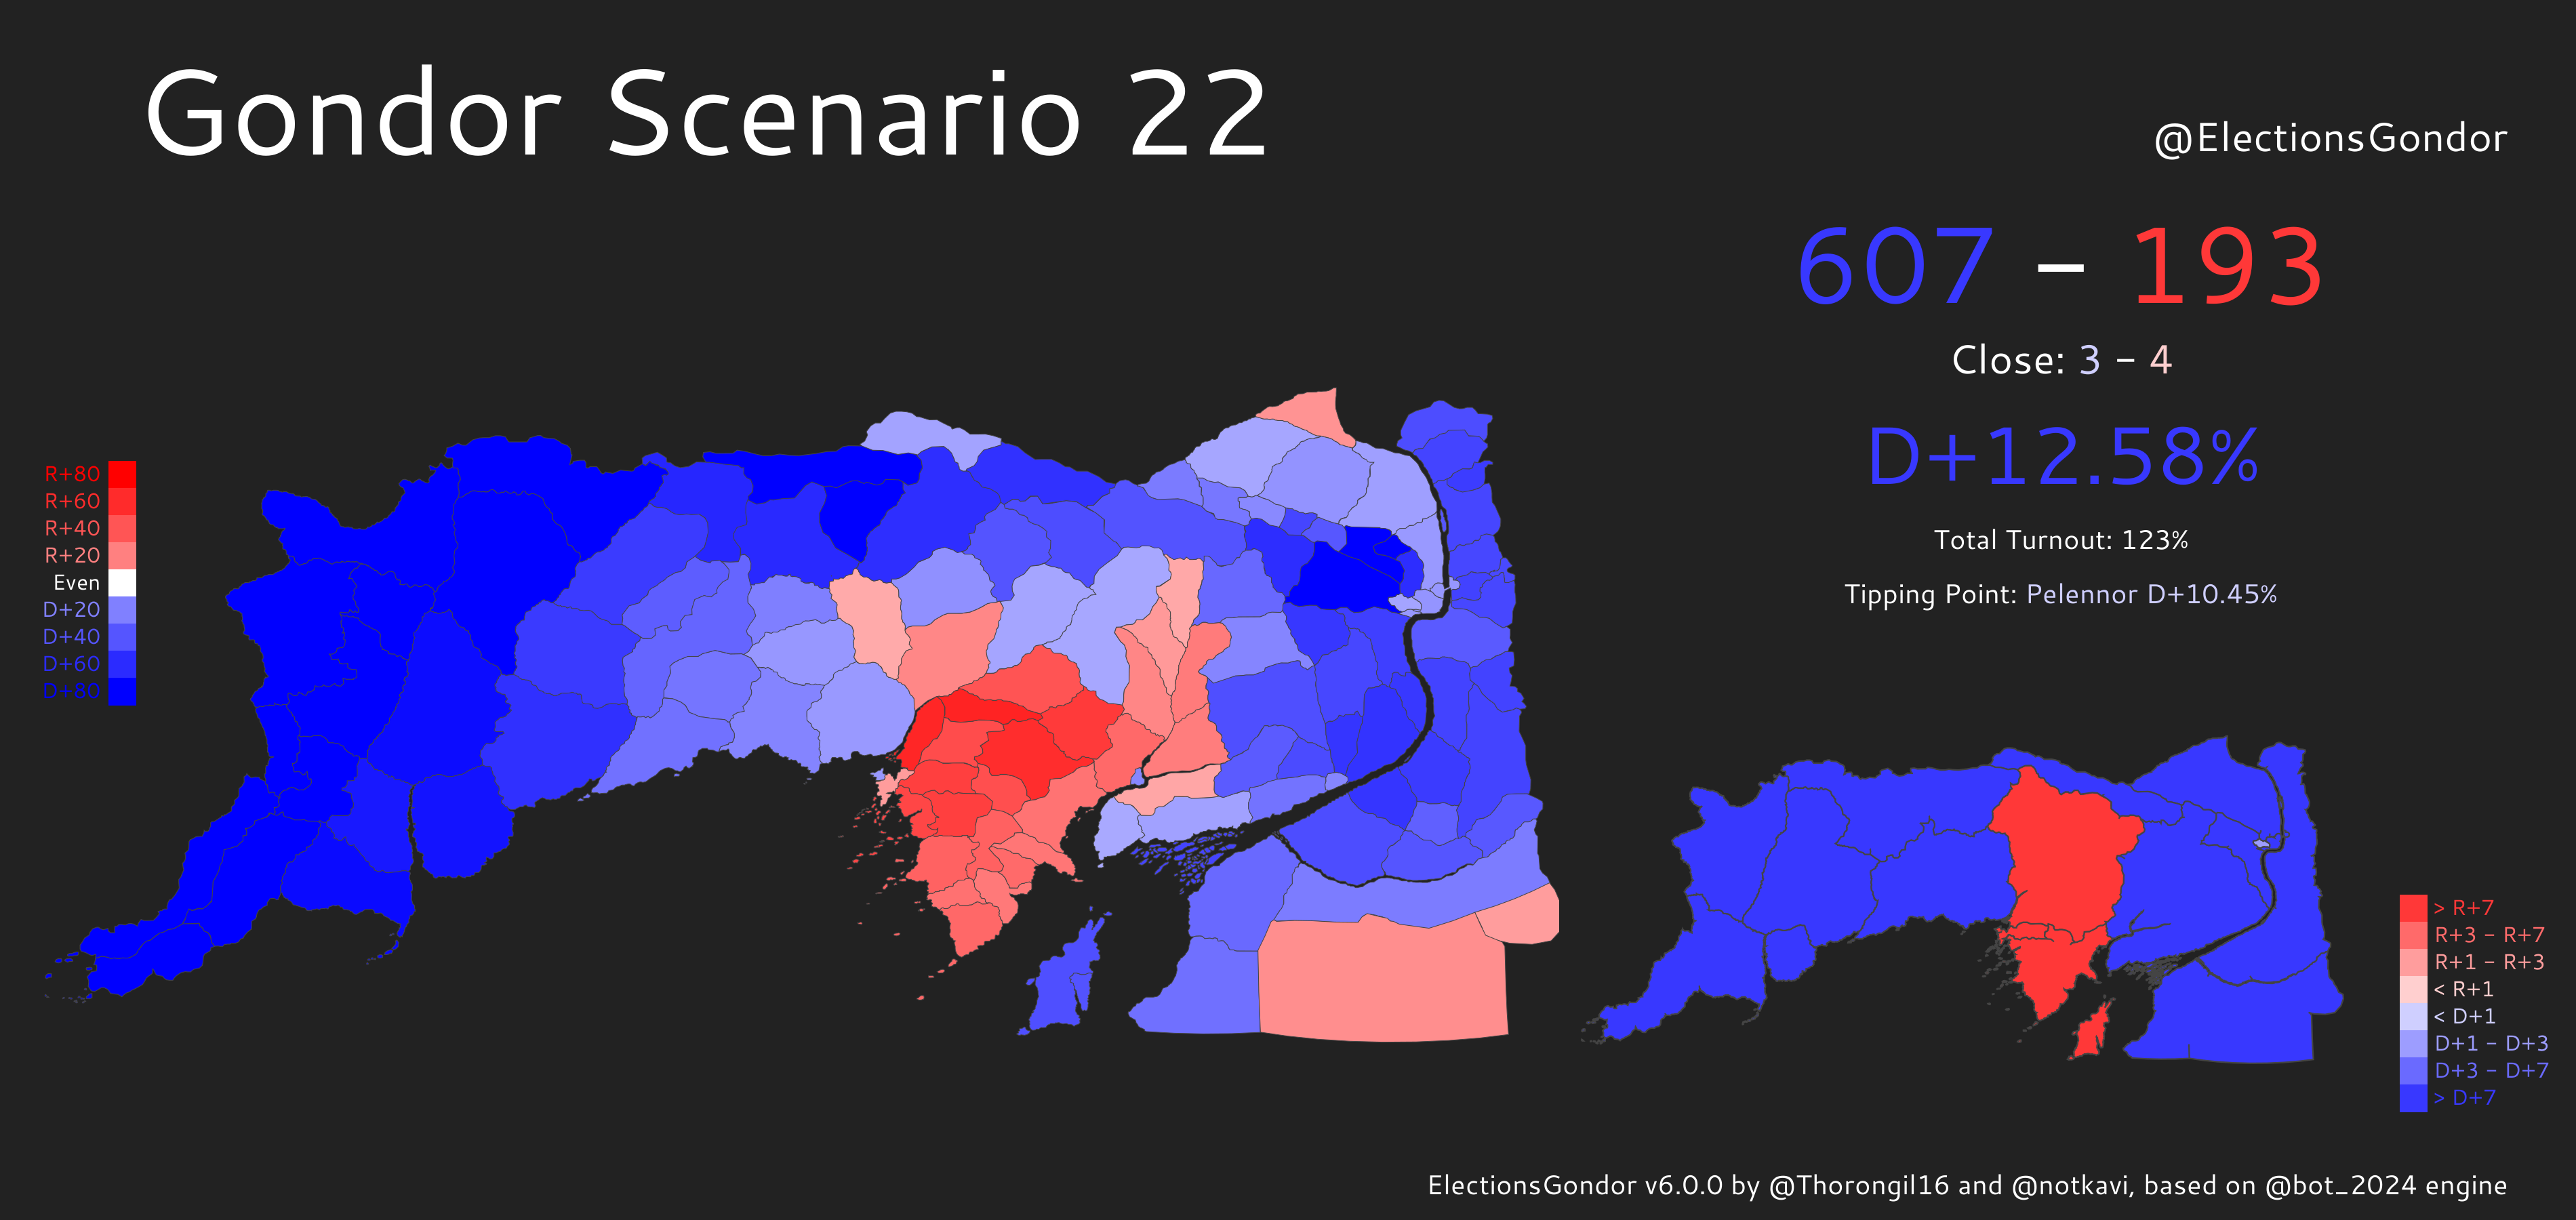 Gondor Scenario 22
@ElectionsGondor
607 – 193
Close: 3 – 4
D+12.58%
Total Turnout: 123%
Tipping Point: Pelennor D+10.45%
R+80
R+60
R+40
R+20
Even
D+20
D+40
D+60
D+80
> R+7
R+3 – R+7
R+1 – R+3
< R+1
< D+1
D+1 – D+3
D+3 – D+7
> D+7
ElectionsGondor v6.0.0 by @Thorongil16 and @notkavi, based on @bot_2024 engine